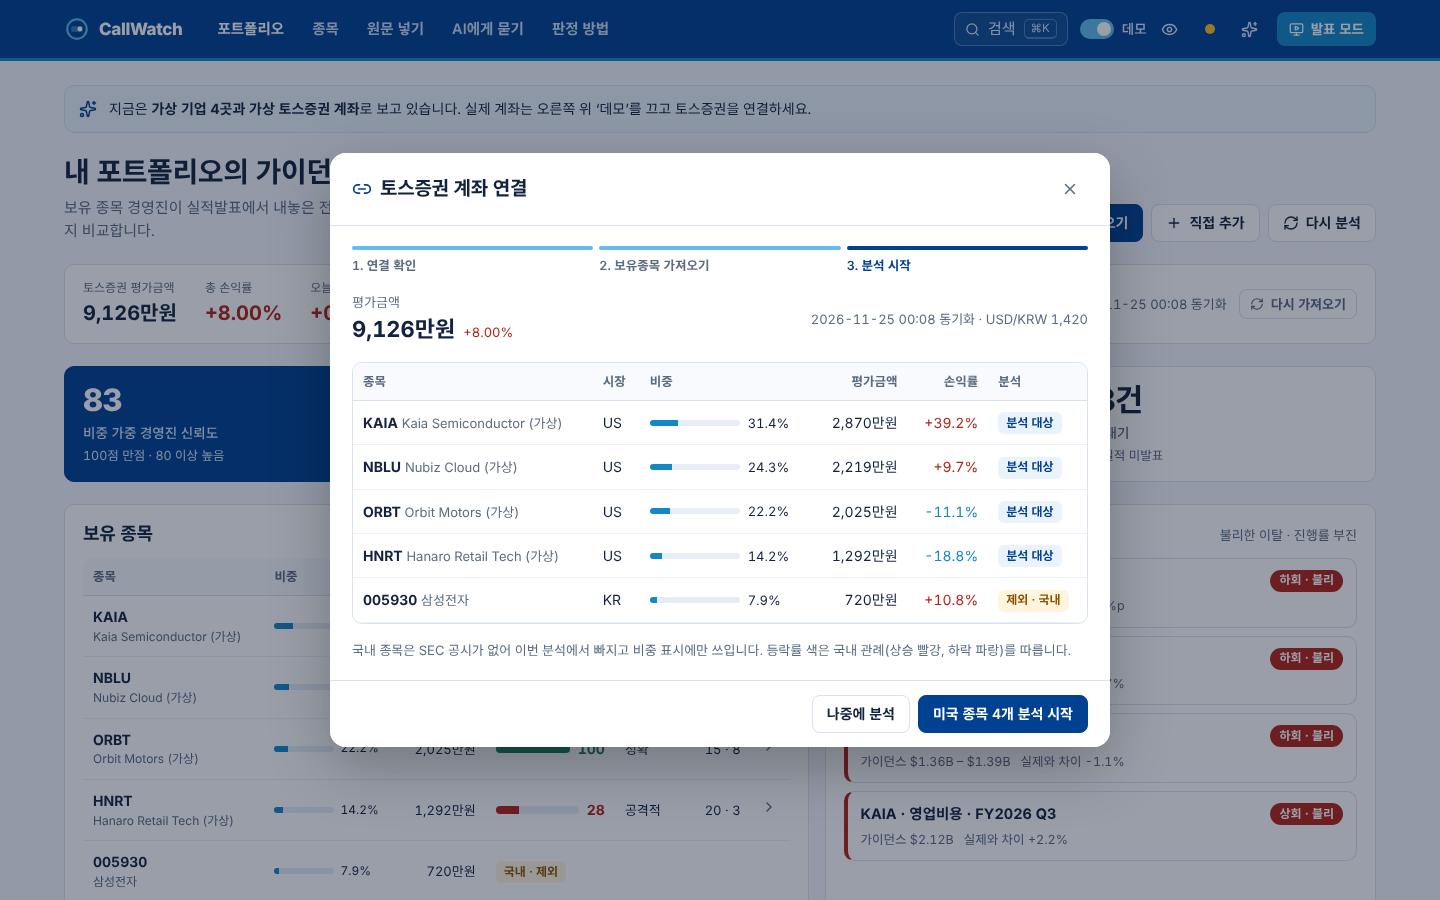 CallWatch 포트폴리오 종목 원문 넣기 AI에게 묻기 판정 방법 검색 ⌘K 데모 발표 모드
지금은 가상 기업 4곳과 가상 토스증권 계좌로 보고 있습니다. 실제 계좌는 오른쪽 위 ‘데모’를 끄고 토스증권을 연결하세요.
내 포트폴리오의 가이던
보유 종목 경영진이 실적발표에서 내놓은 전
지 비교합니다.
오기 직접 추가 다시 분석
토스증권 평가금액 총 손익률 오늘
9,126만원 +8.00%
11-25 00:08 동기화 다시 가져오기
83
비중 가중 경영진 신뢰도
100점 만점 · 80 이상 높음
건
대기
실적 미발표
토스증권 계좌 연결
1. 연결 확인 2. 보유종목 가져오기 3. 분석 시작
평가금액
9,126만원 +8.00%
2026-11-25 00:08 동기화 · USD/KRW 1,420
종목 시장 비중 평가금액 손익률 분석
KAIA Kaia Semiconductor (가상) US 31.4% 2,870만원 +39.2% 분석 대상
NBLU Nubiz Cloud (가상) US 24.3% 2,219만원 +9.7% 분석 대상
ORBT Orbit Motors (가상) US 22.2% 2,025만원 -11.1% 분석 대상
HNRT Hanaro Retail Tech (가상) US 14.2% 1,292만원 -18.8% 분석 대상
005930 삼성전자 KR 7.9% 720만원 +10.8% 제외 · 국내
국내 종목은 SEC 공시가 없어 이번 분석에서 빠지고 비중 표시에만 쓰입니다. 등락률 색은 국내 관례(상승 빨강, 하락 파랑)를 따릅니다.
나중에 분석 미국 종목 4개 분석 시작
보유 종목
종목 비중
KAIA
Kaia Semiconductor (가상)
NBLU
Nubiz Cloud (가상)
ORBT 22.2% 2,025만원 100 정확 15 · 8
Orbit Motors (가상)
HNRT 14.2% 1,292만원 28 공격적 20 · 3
Hanaro Retail Tech (가상)
005930 7.9% 720만원 국내 · 제외
삼성전자
불리한 이탈 · 진행률 부진
하회 · 불리
%p
하회 · 불리
%
하회 · 불리
가이던스 $1.36B – $1.39B 실제와 차이 -1.1%
KAIA · 영업비용 · FY2026 Q3 상회 · 불리
가이던스 $2.12B 실제와 차이 +2.2%